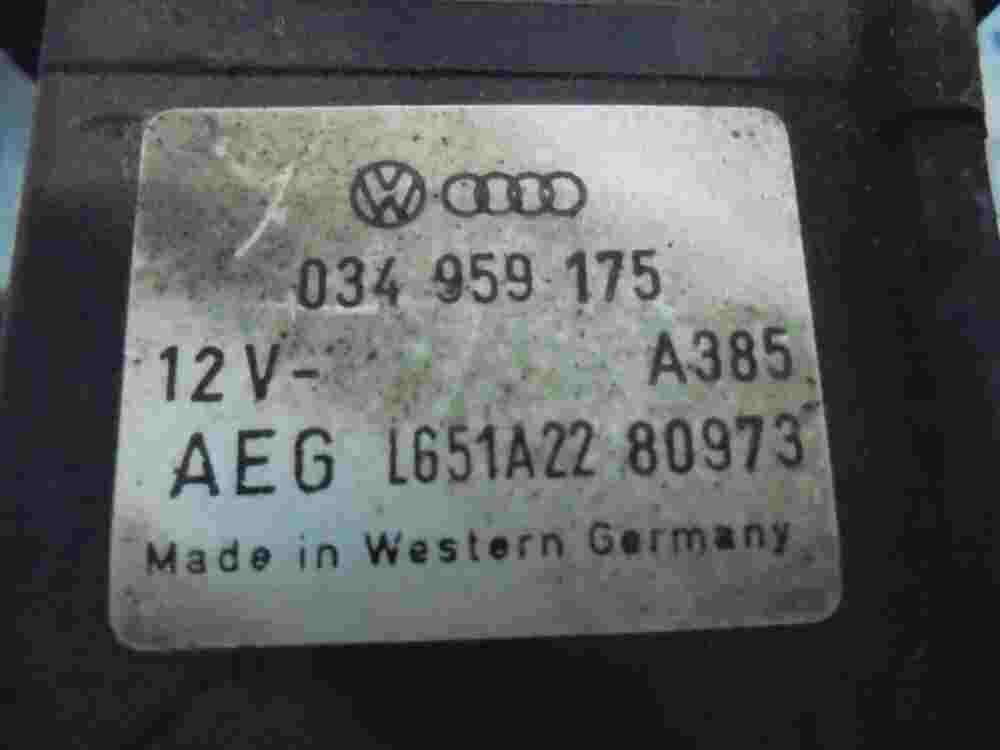 034 959 175
12V- A385
AEG L651A22 80973
Made in Western Germany